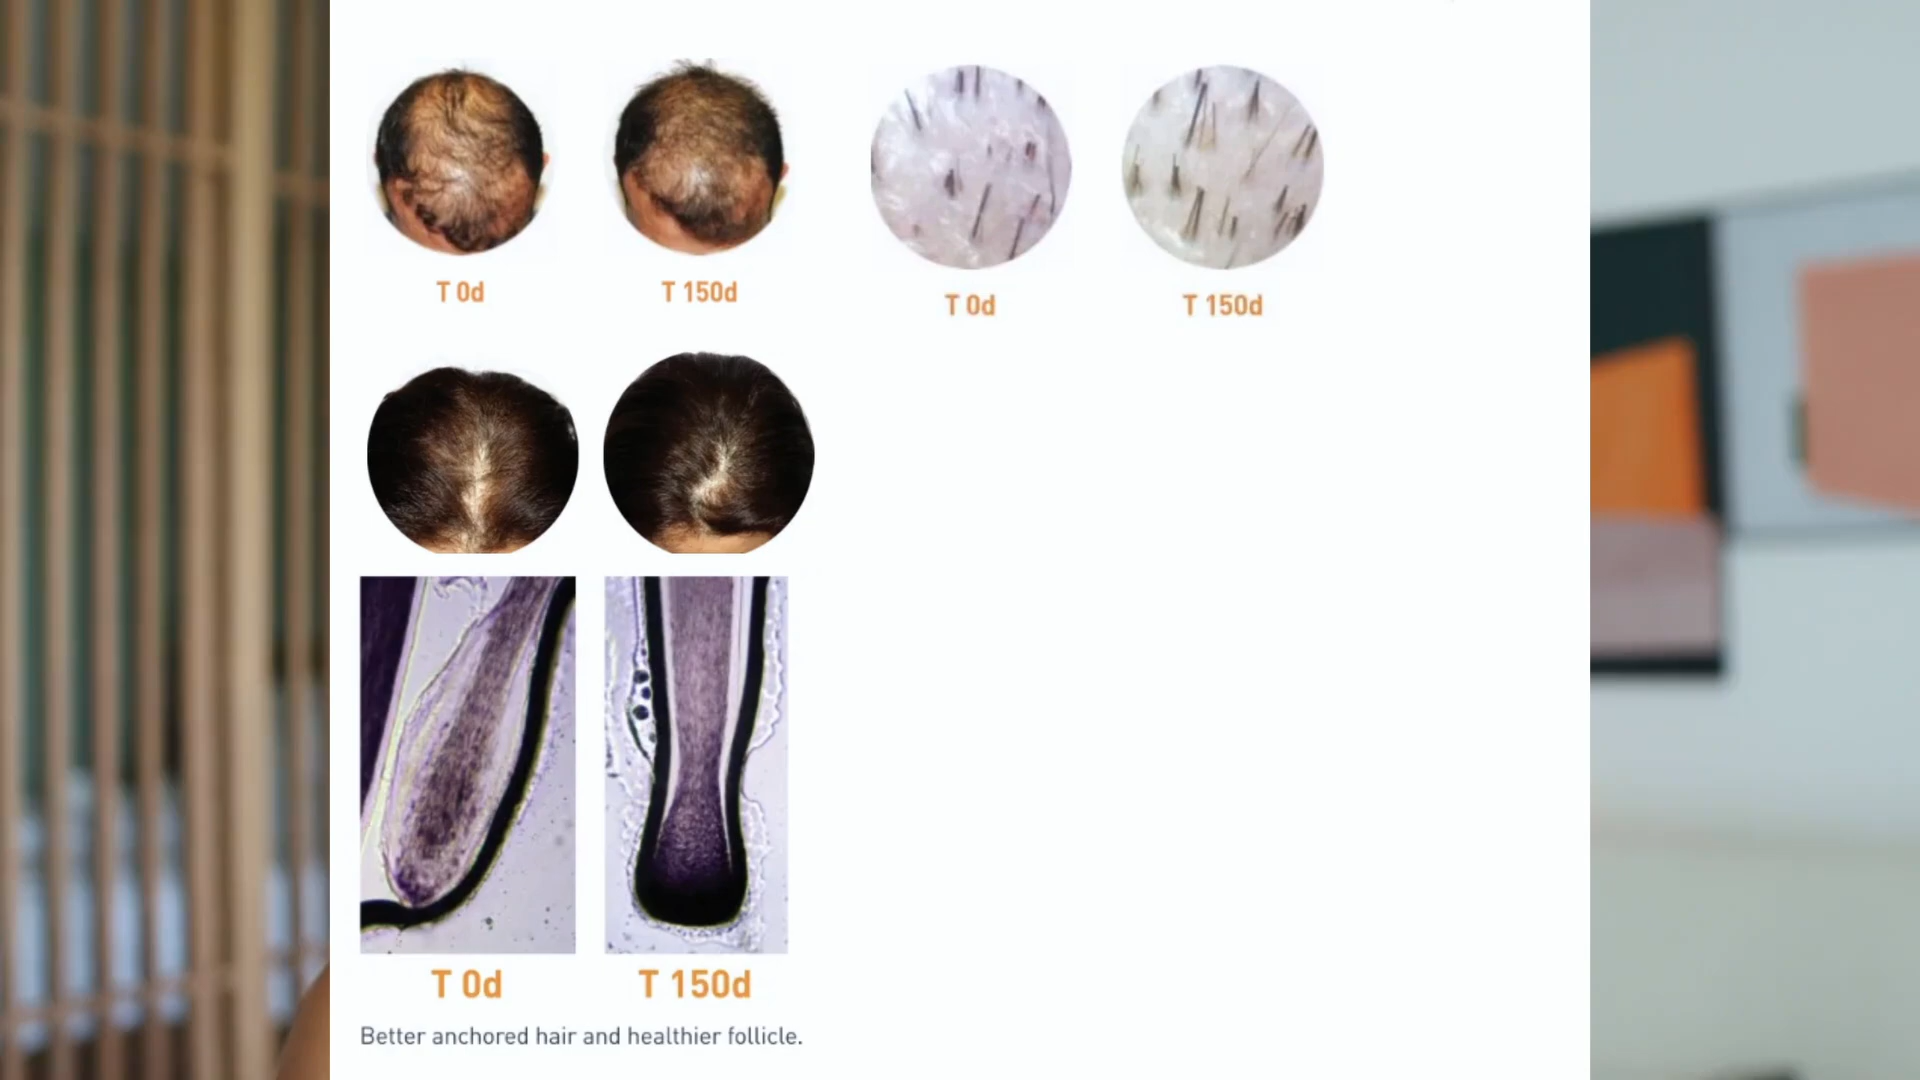 T 0d
T 150d
T 0d
T 150d
T 0d
T 150d
Better anchored hair and healthier follicle.